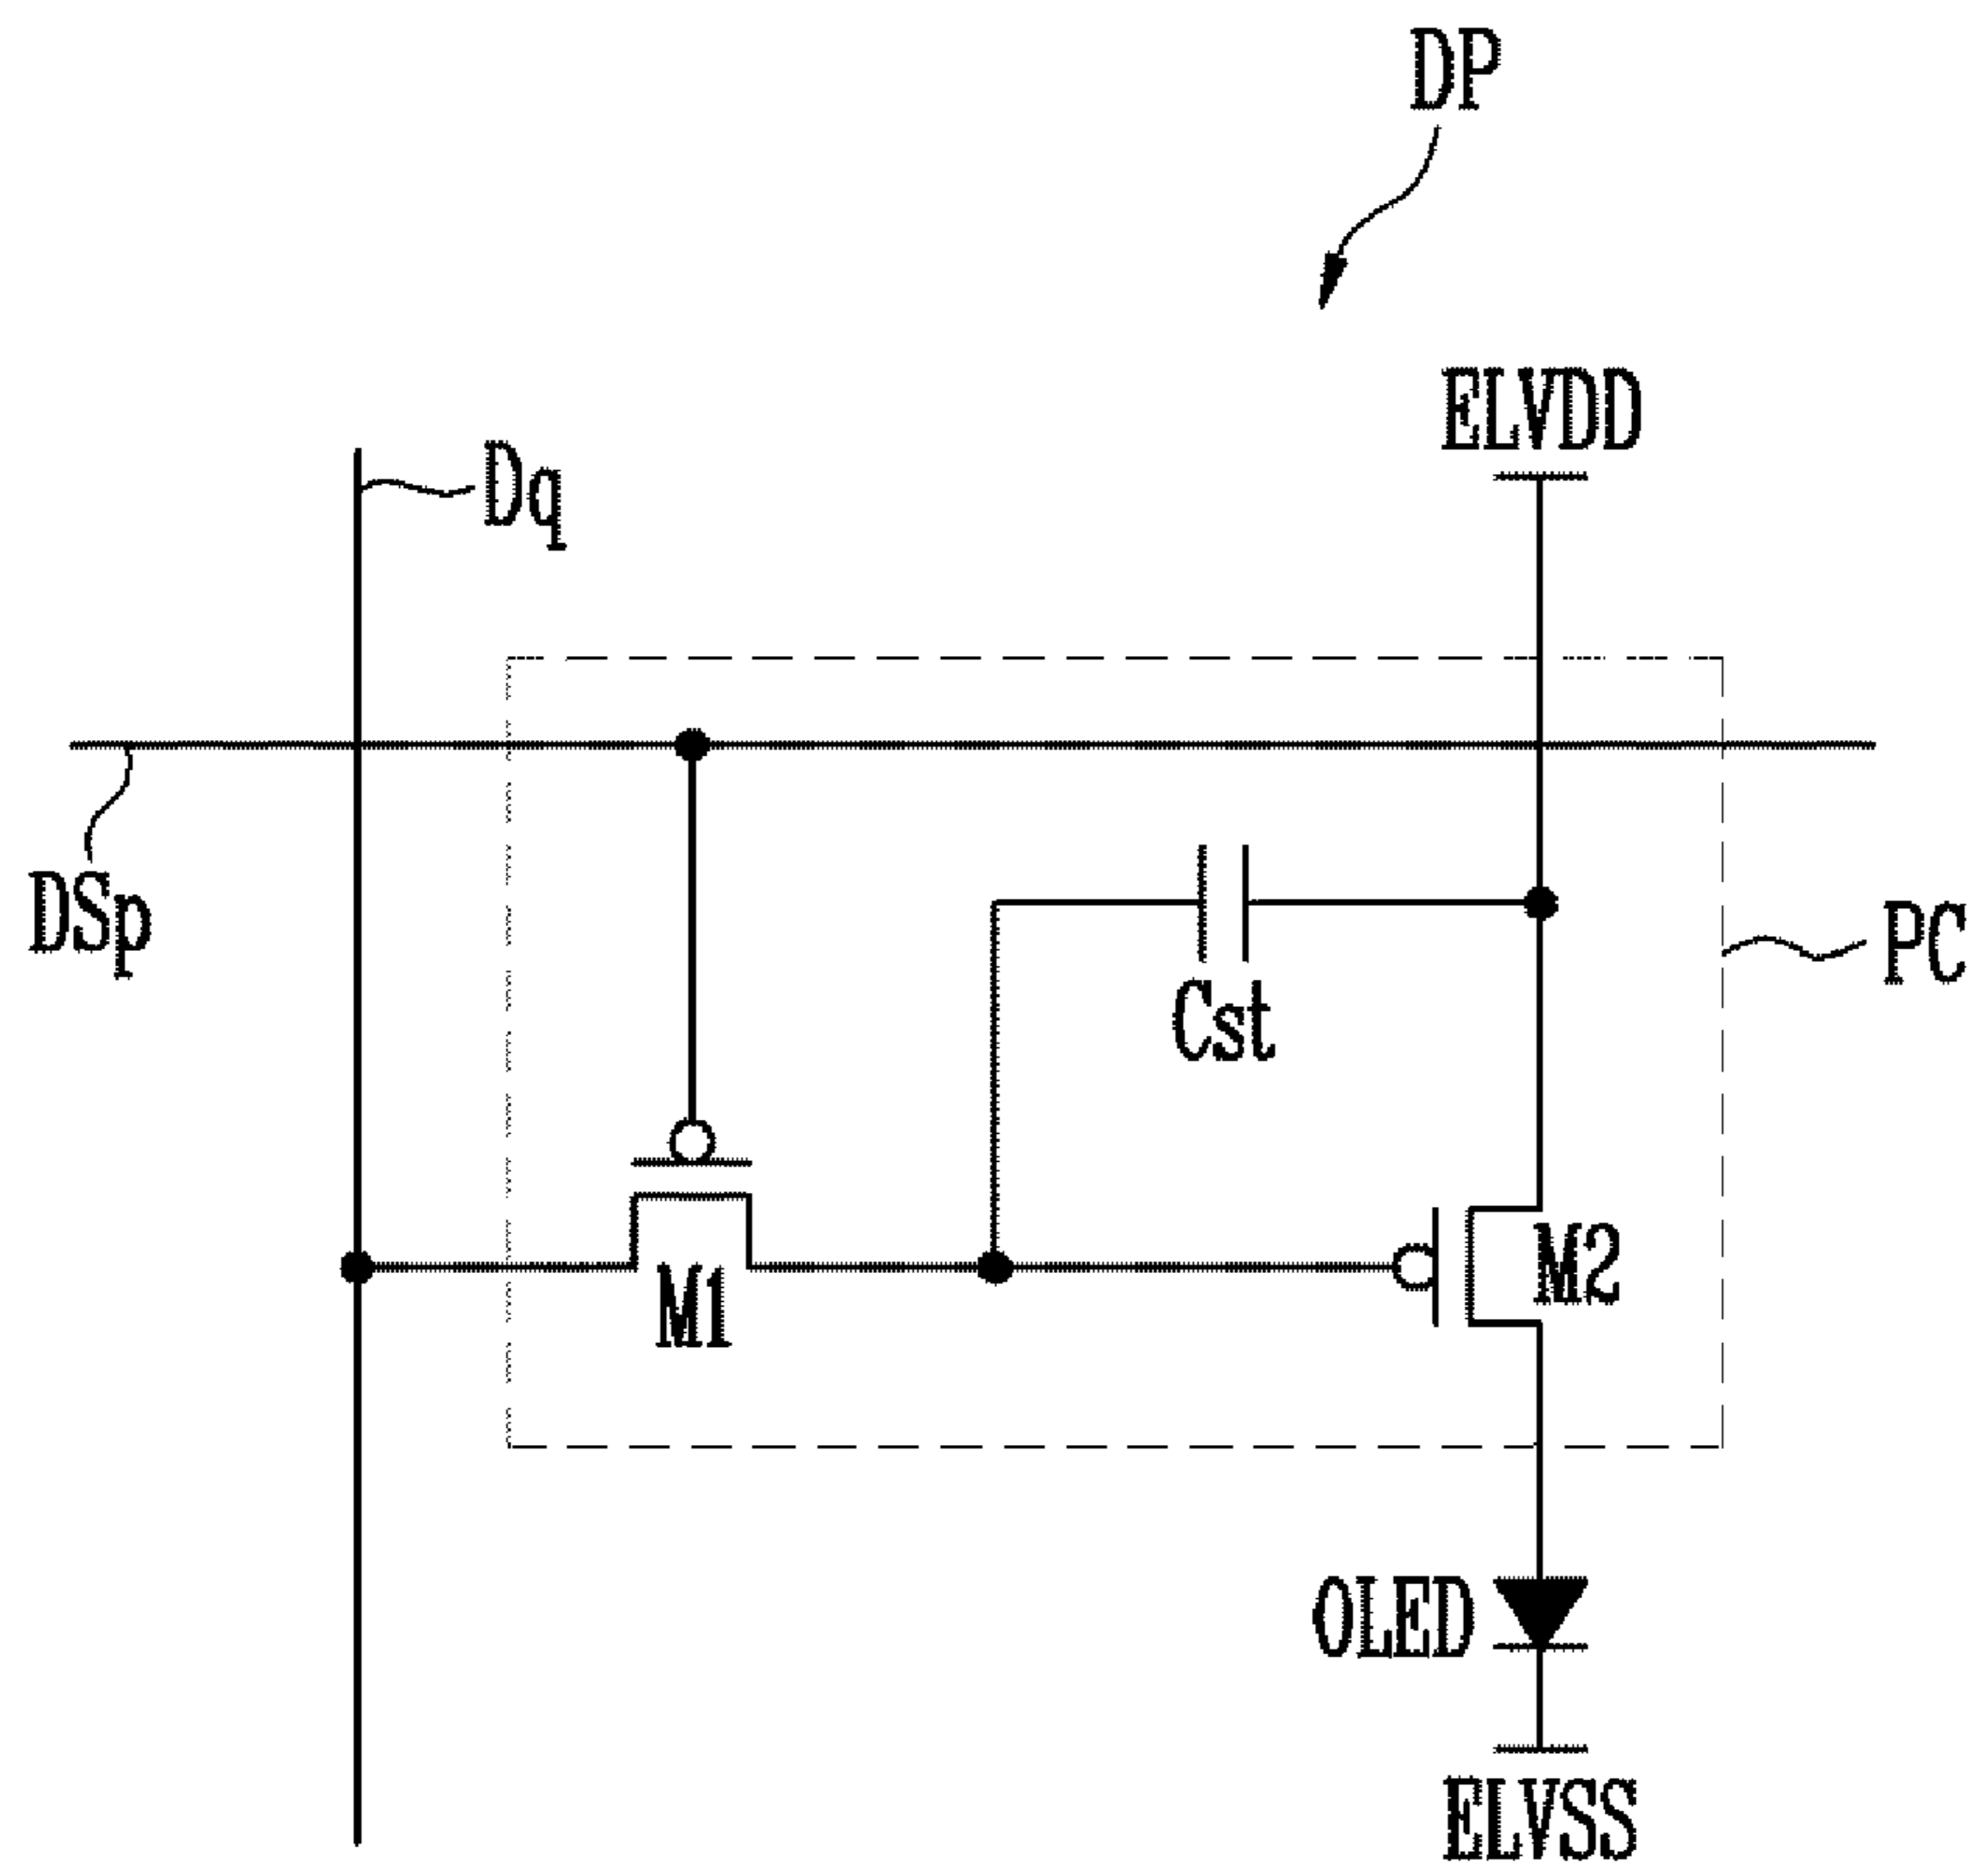 DP
ELVDD
Dq
DSp
PC
Cst
M1
M2
OLED
ELVSS